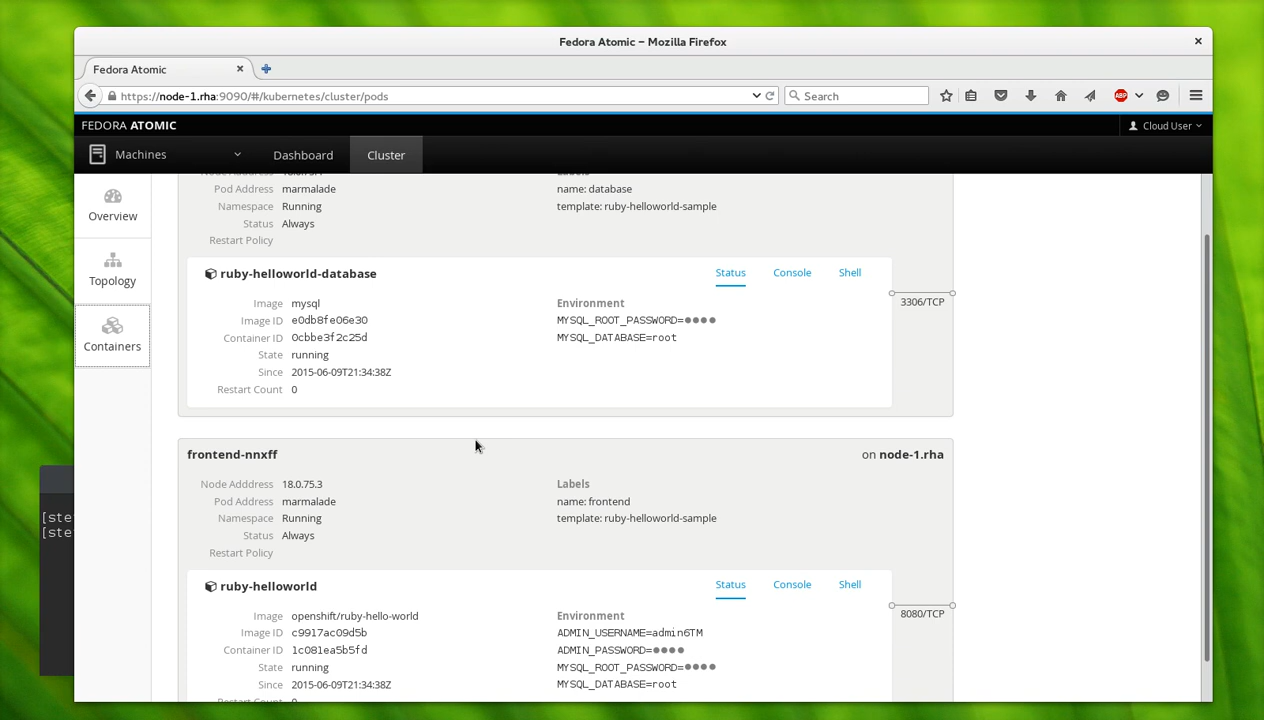 Fedora Atomic – Mozilla Firefox
Fedora Atomic
https://node-1.rha:9090/#/kubernetes/cluster/pods
Search
ABP
FEDORA ATOMIC
Cloud User
Machines
Dashboard
Cluster
Overview
Topology
Containers
Pod Address marmalade name: database
Namespace Running template: ruby-helloworld-sample
Status Always
Restart Policy
ruby-helloworld-database Status Console Shell
3306/TCP
Image mysql Environment
Image ID e0db8fe06e30 MYSQL_ROOT_PASSWORD=●●●●
Container ID 0cbbe3f2c25d MYSQL_DATABASE=root
State running
Since 2015-06-09T21:34:38Z
Restart Count 0
frontend-nnxff on node-1.rha
Node Adddress 18.0.75.3 Labels
Pod Address marmalade name: frontend
Namespace Running template: ruby-helloworld-sample
Status Always
Restart Policy
ruby-helloworld Status Console Shell
8080/TCP
Image openshift/ruby-hello-world Environment
Image ID c9917ac09d5b ADMIN_USERNAME=admin6TM
Container ID 1c081ea5b5fd ADMIN_PASSWORD=●●●●
State running MYSQL_ROOT_PASSWORD=●●●●
Since 2015-06-09T21:34:38Z MYSQL_DATABASE=root
[ste
[ste